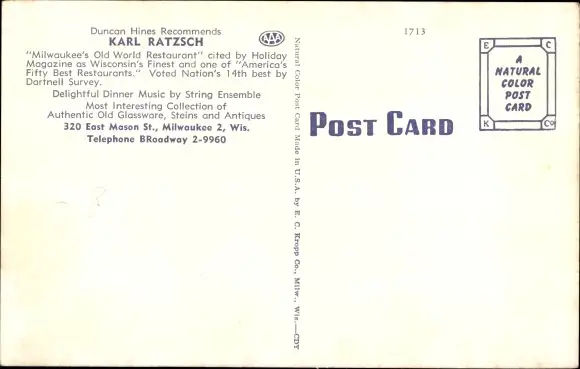 Duncan Hines Recommends
KARL RATZSCH
AAA
"Milwaukee's Old World Restaurant" cited by Holiday
Magazine as Wisconsin's Finest and one of "America's
Fifty Best Restaurants." Voted Nation's 14th best by
Dartnell Survey.
Delightful Dinner Music by String Ensemble
Most Interesting Collection of
Authentic Old Glassware, Steins and Antiques
320 East Mason St., Milwaukee 2, Wis.
Telephone BRoadway 2-9960
Natural Color Post Card Made in U.S.A. by E. C. Kropp Co., Milw., Wis.—CDT
1713
POST CARD
E C
A
NATURAL
COLOR
POST
CARD
K Co